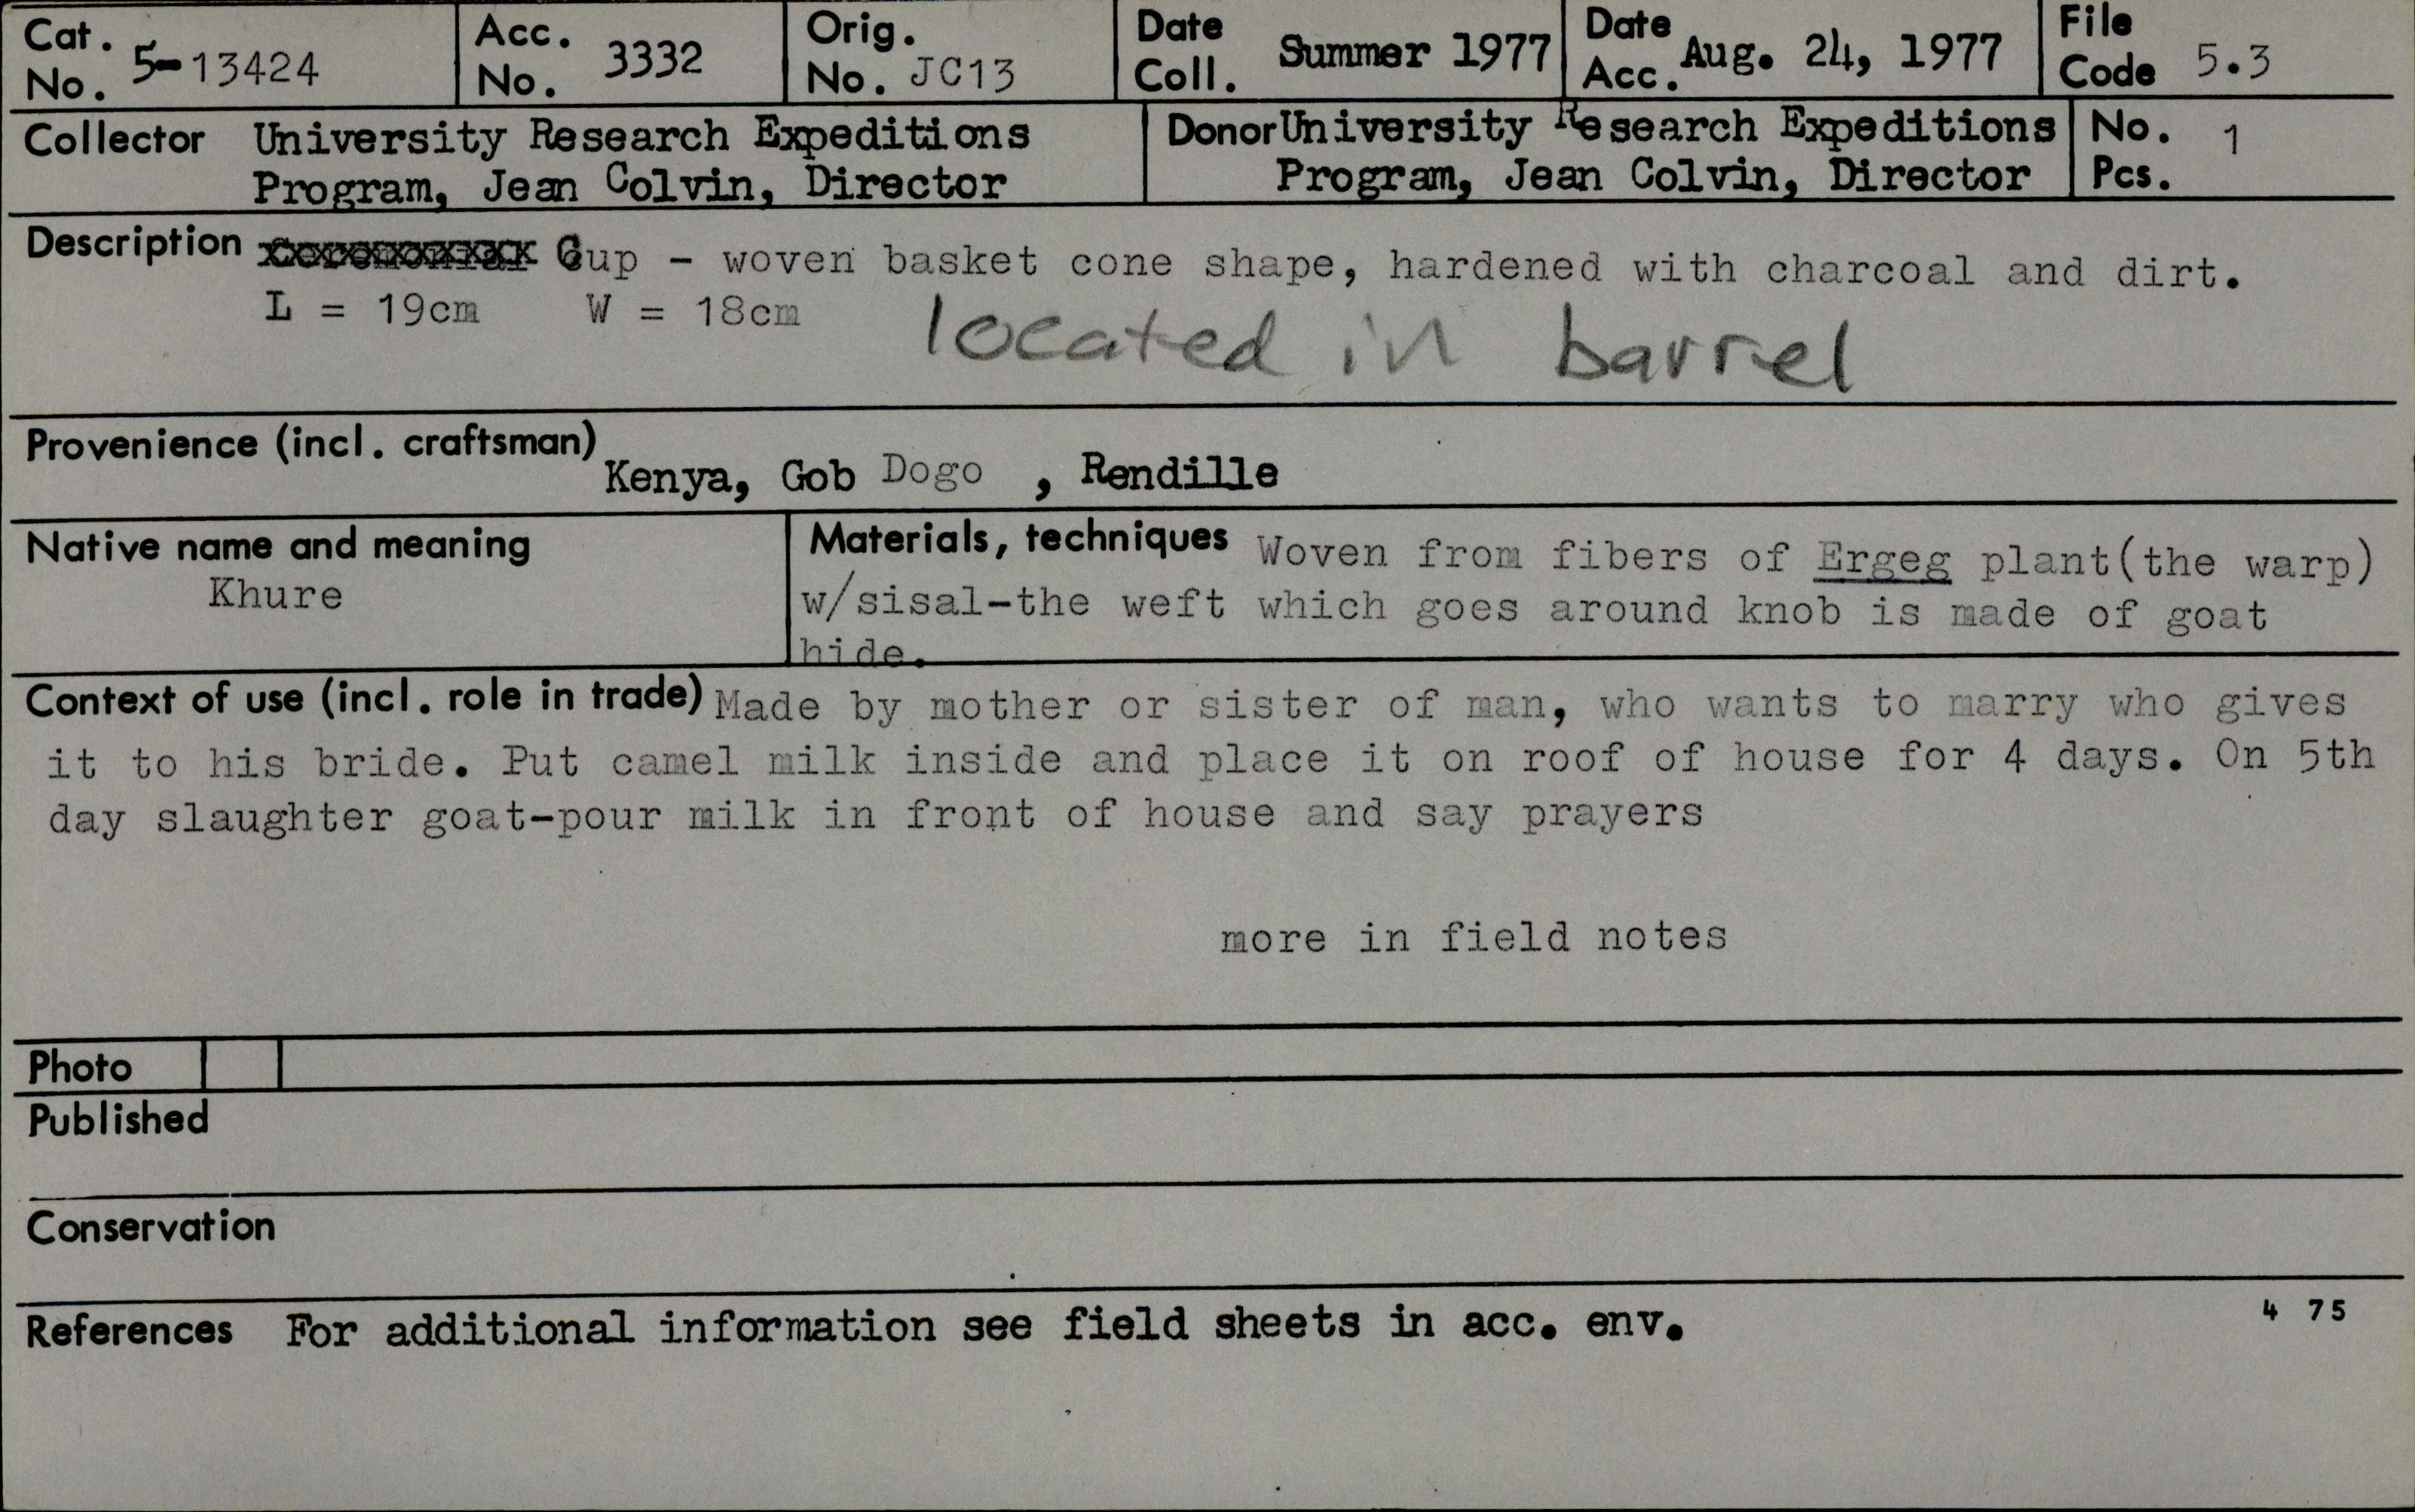 Cat. No. 5-13424 Acc. No. 3332 Orig. No. JC13 Date Coll. Summer 1977 Date Acc. Aug. 24, 1977 File Code 5.3
Collector University Research Expeditions Program, Jean Colvin, Director
Donor University Research Expeditions Program, Jean Colvin, Director
No. Pcs. 1
Description Ceremonial Cup - woven basket cone shape, hardened with charcoal and dirt.
L = 19cm W = 18cm
located in barrel
Provenience (incl. craftsman) Kenya, Gob Dogo , Rendille
Native name and meaning
Khure
Materials, techniques Woven from fibers of Ergeg plant(the warp)
w/sisal-the weft which goes around knob is made of goat
hide.
Context of use (incl. role in trade) Made by mother or sister of man, who wants to marry who gives
it to his bride. Put camel milk inside and place it on roof of house for 4 days. On 5th
day slaughter goat-pour milk in front of house and say prayers
more in field notes
Photo
Published
Conservation
References For additional information see field sheets in acc. env.
4 75